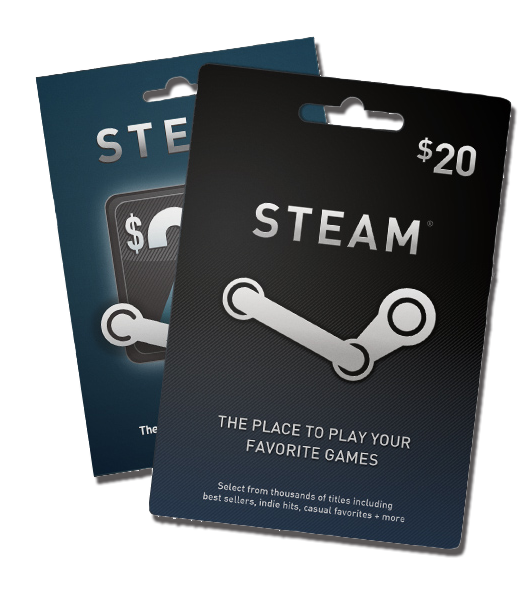 $20
STEAM®
THE PLACE TO PLAY YOUR
FAVORITE GAMES
Select from thousands of titles including
best sellers, indie hits, casual favorites + more
STE
$2
The